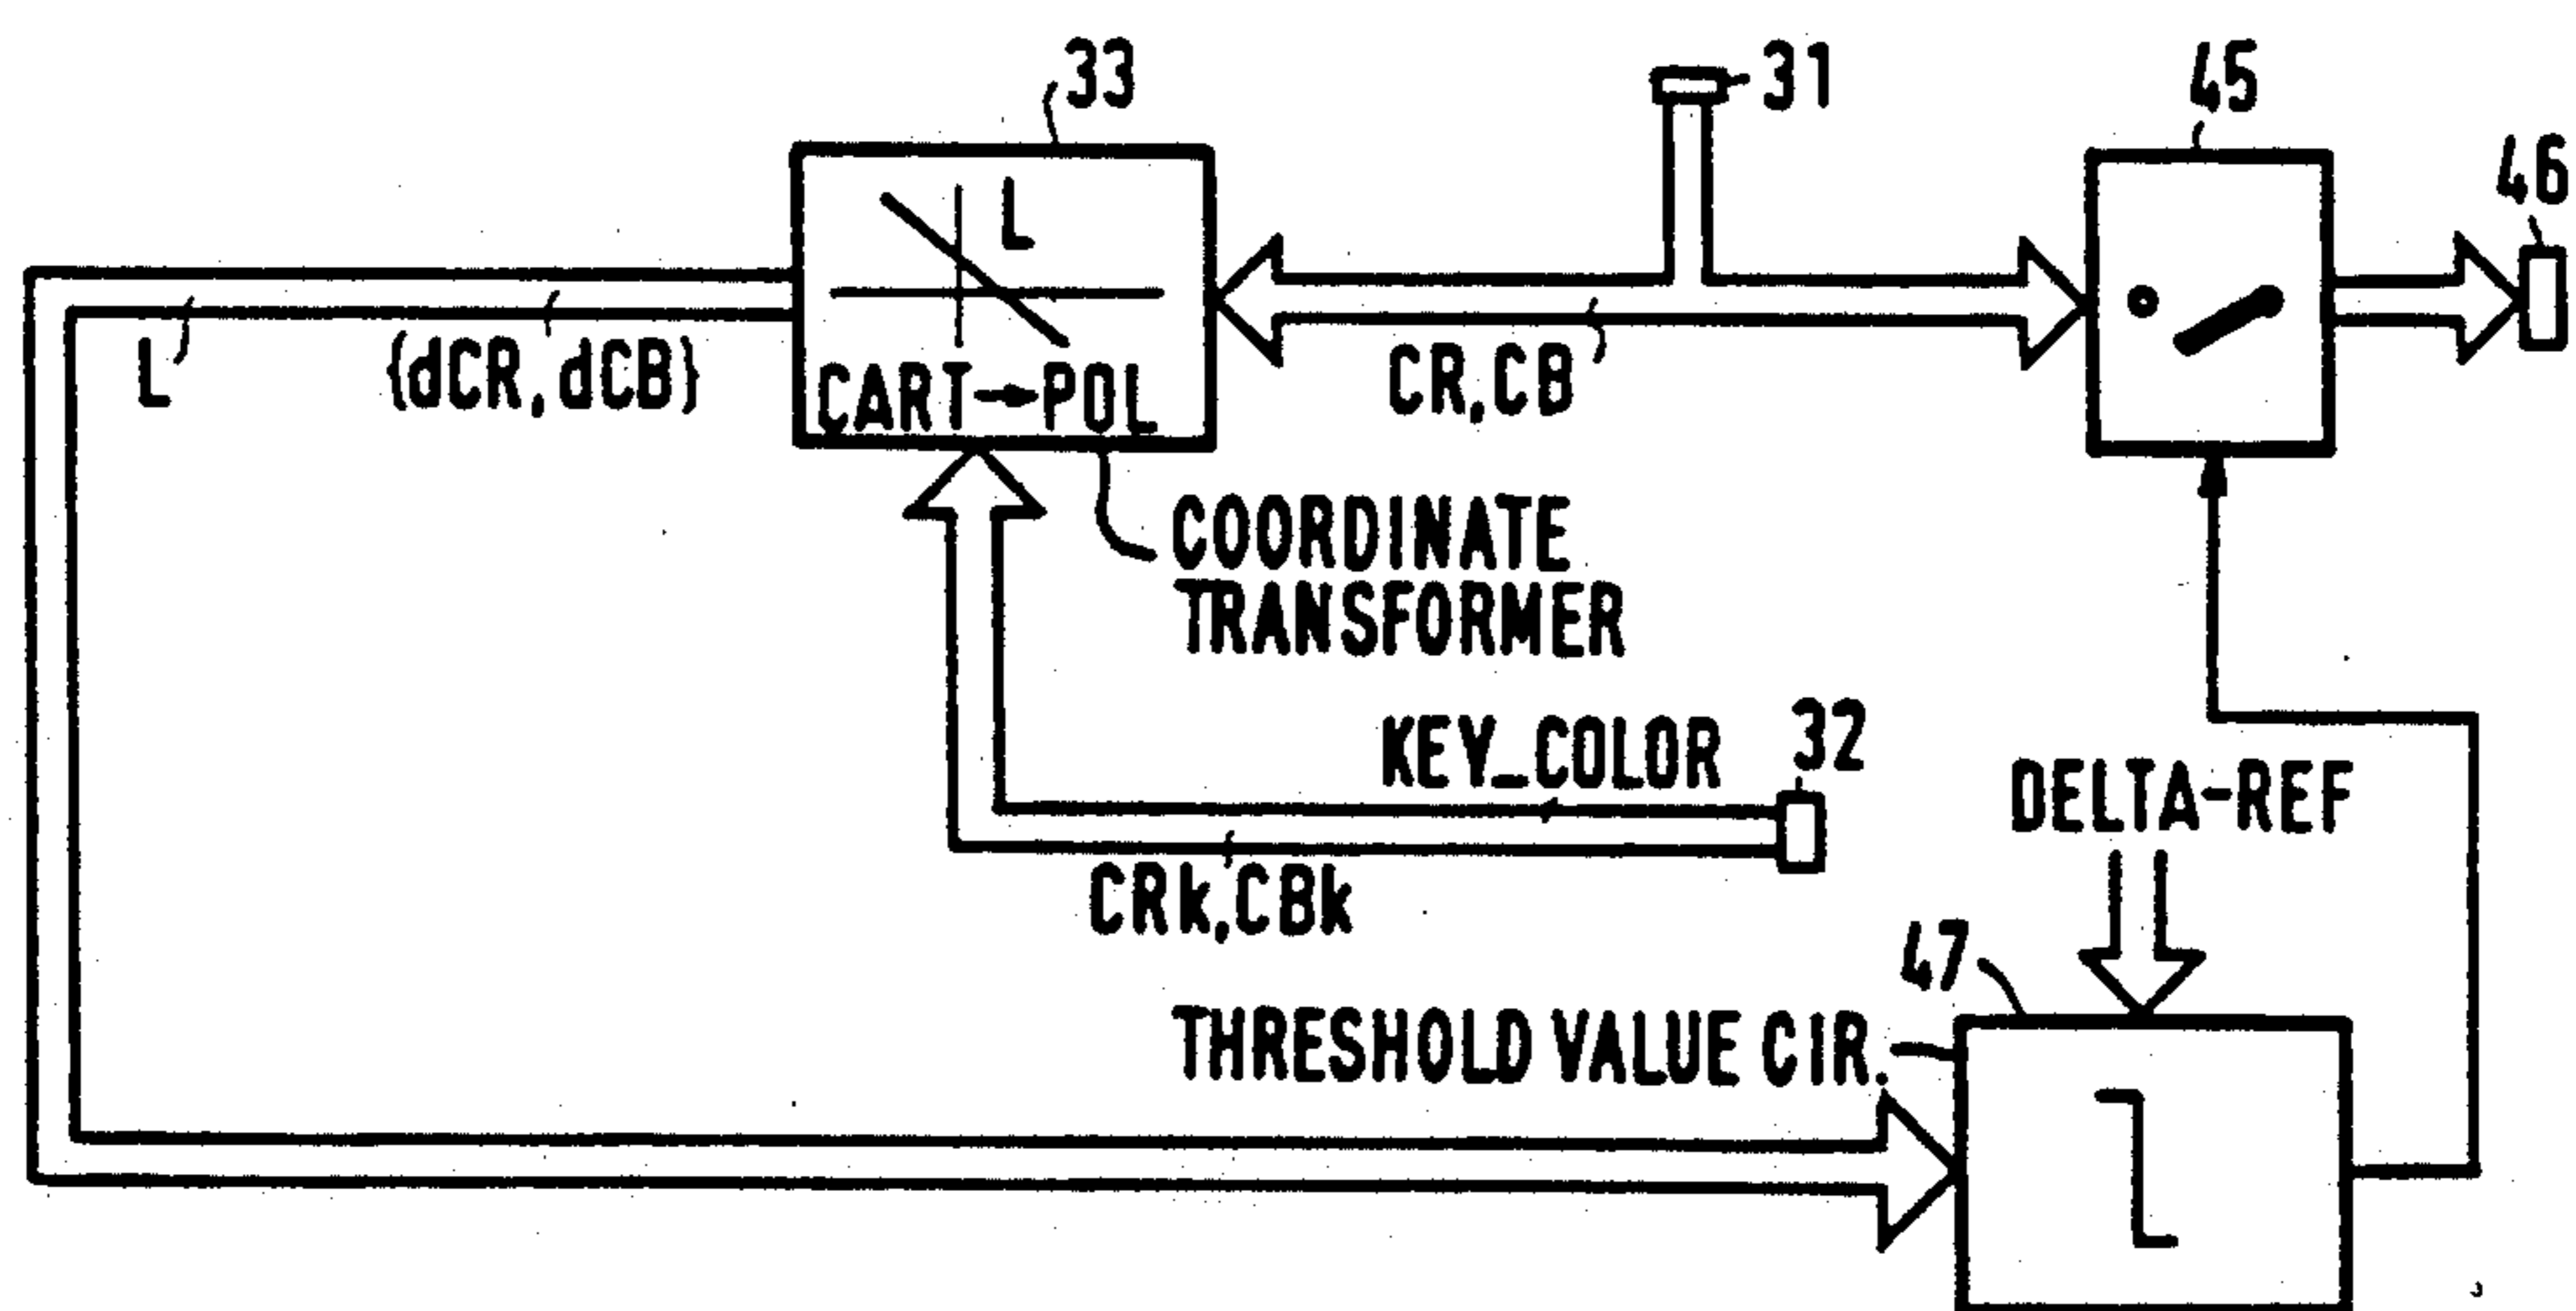 33
31
45
46
L
CART→POL
L
{dCR, dCB}
CR, CB
COORDINATE
TRANSFORMER
KEY_COLOR
32
CRk, CBk
DELTA-REF
47
THRESHOLD VALUE CIR.